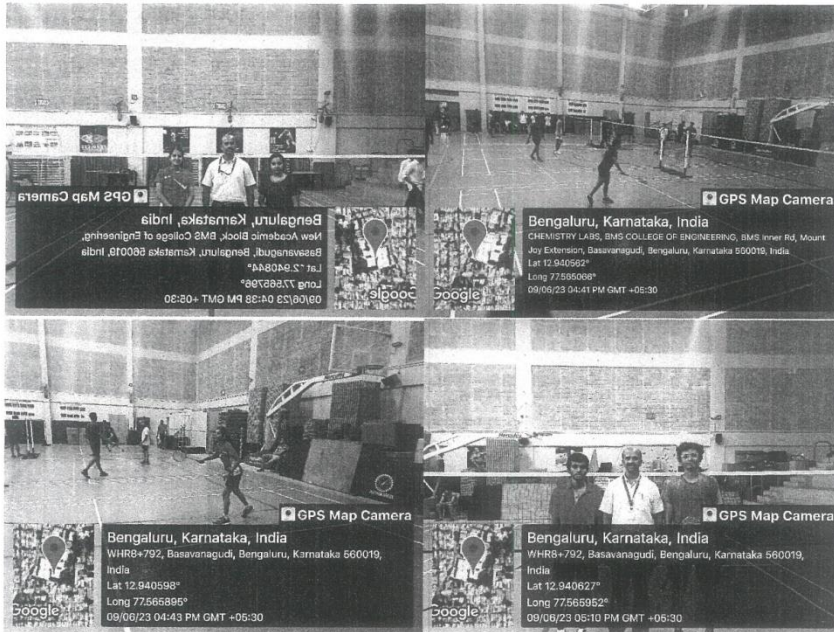 GPS Map Camera
Bengaluru, Karnataka, India
New Academic Block, BMS College of Engineering,
Basavanagudi, Bengaluru, Karnataka 560019, India
Lat 12.940844°
Long 77.565796°
09/06/23 04:38 PM GMT +05:30
Google
GPS Map Camera
Bengaluru, Karnataka, India
CHEMISTRY LABS, BMS COLLEGE OF ENGINEERING, BMS Inner Rd, Mount
Joy Extension, Basavanagudi, Bengaluru, Karnataka 560019, India
Lat 12.940562°
Long 77.565066°
09/06/23 04:41 PM GMT +05:30
Google
GPS Map Camera
Bengaluru, Karnataka, India
WHR8+792, Basavanagudi, Bengaluru, Karnataka 560019,
India
Lat 12.940598°
Long 77.565895°
09/06/23 04:43 PM GMT +05:30
Google
GPS Map Camera
Bengaluru, Karnataka, India
WHR8+792, Basavanagudi, Bengaluru, Karnataka 560019,
India
Lat 12.940627°
Long 77.565952°
09/06/23 05:10 PM GMT +05:30
Google